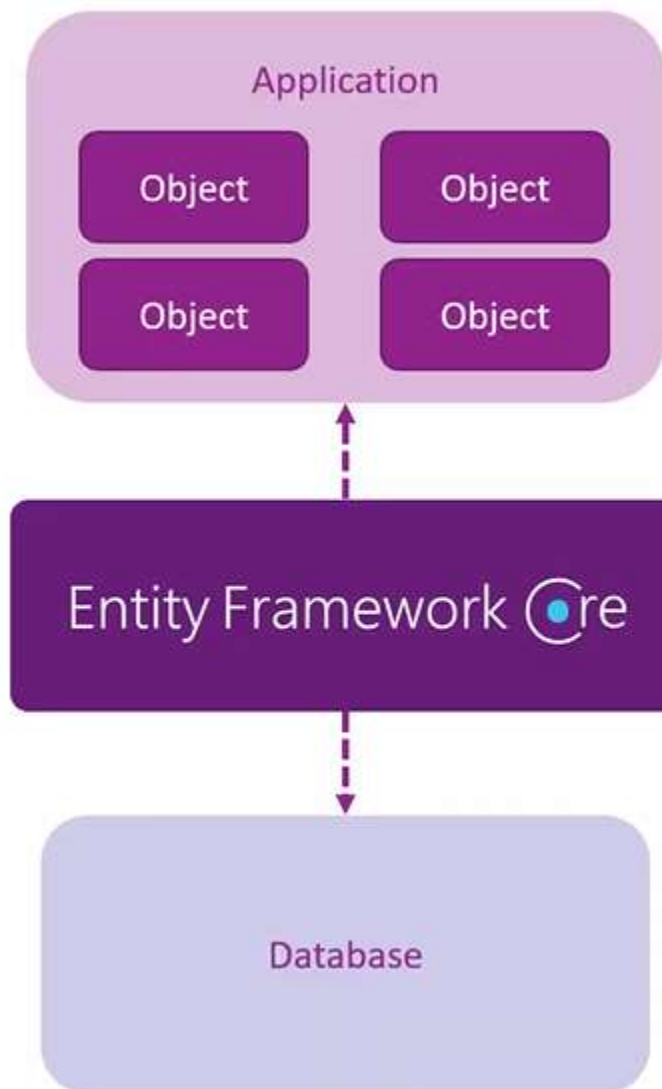 Application
Object Object
Object Object
Entity Framework Core
Database